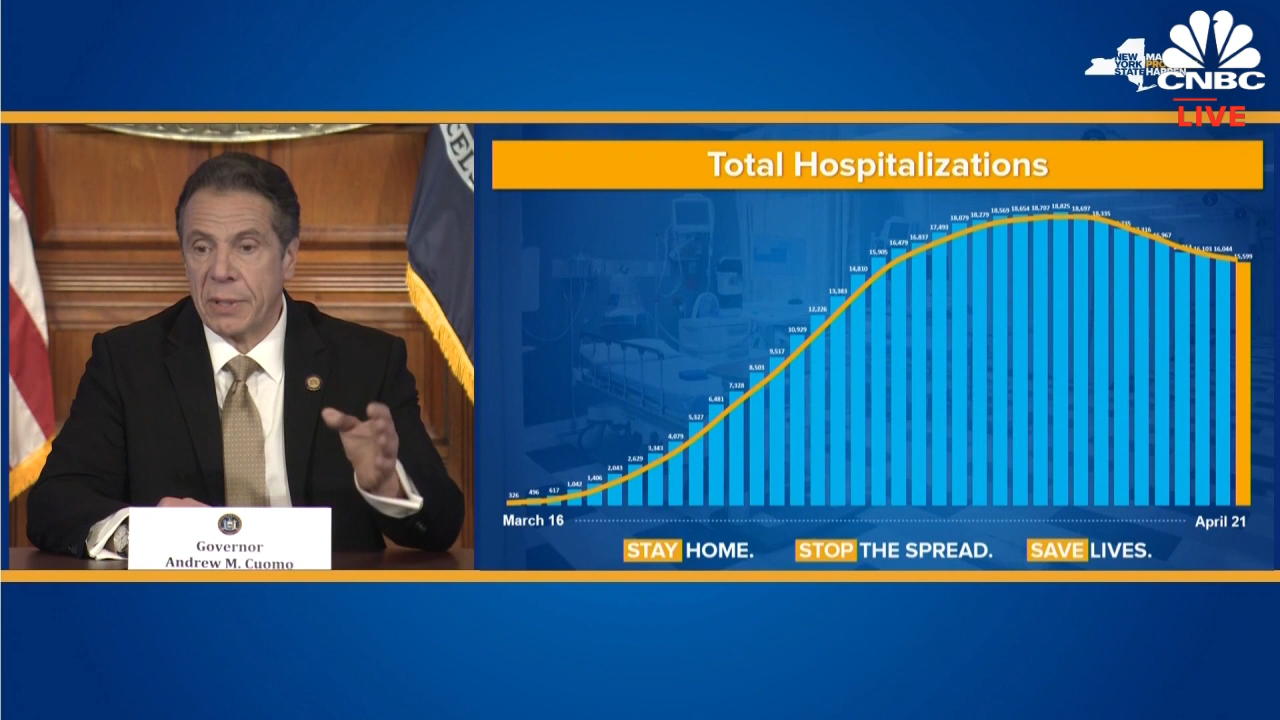 NEW
YORK
STATE
CNBC
LIVE
CEL
Total Hospitalizations
326
496
617
1,042
1,406
2,043
2,629
3,343
4,079
5,327
6,481
7,328
8,503
9,517
10,929
12,226
13,383
14,810
15,905
16,479
16,837
17,493
18,079
18,279
18,569
18,654
18,707
18,825
18,697
18,335
16,103
16,044
15,599
March 16
April 21
STAY HOME. STOP THE SPREAD. SAVE LIVES.
Governor
Andrew M. Cuomo